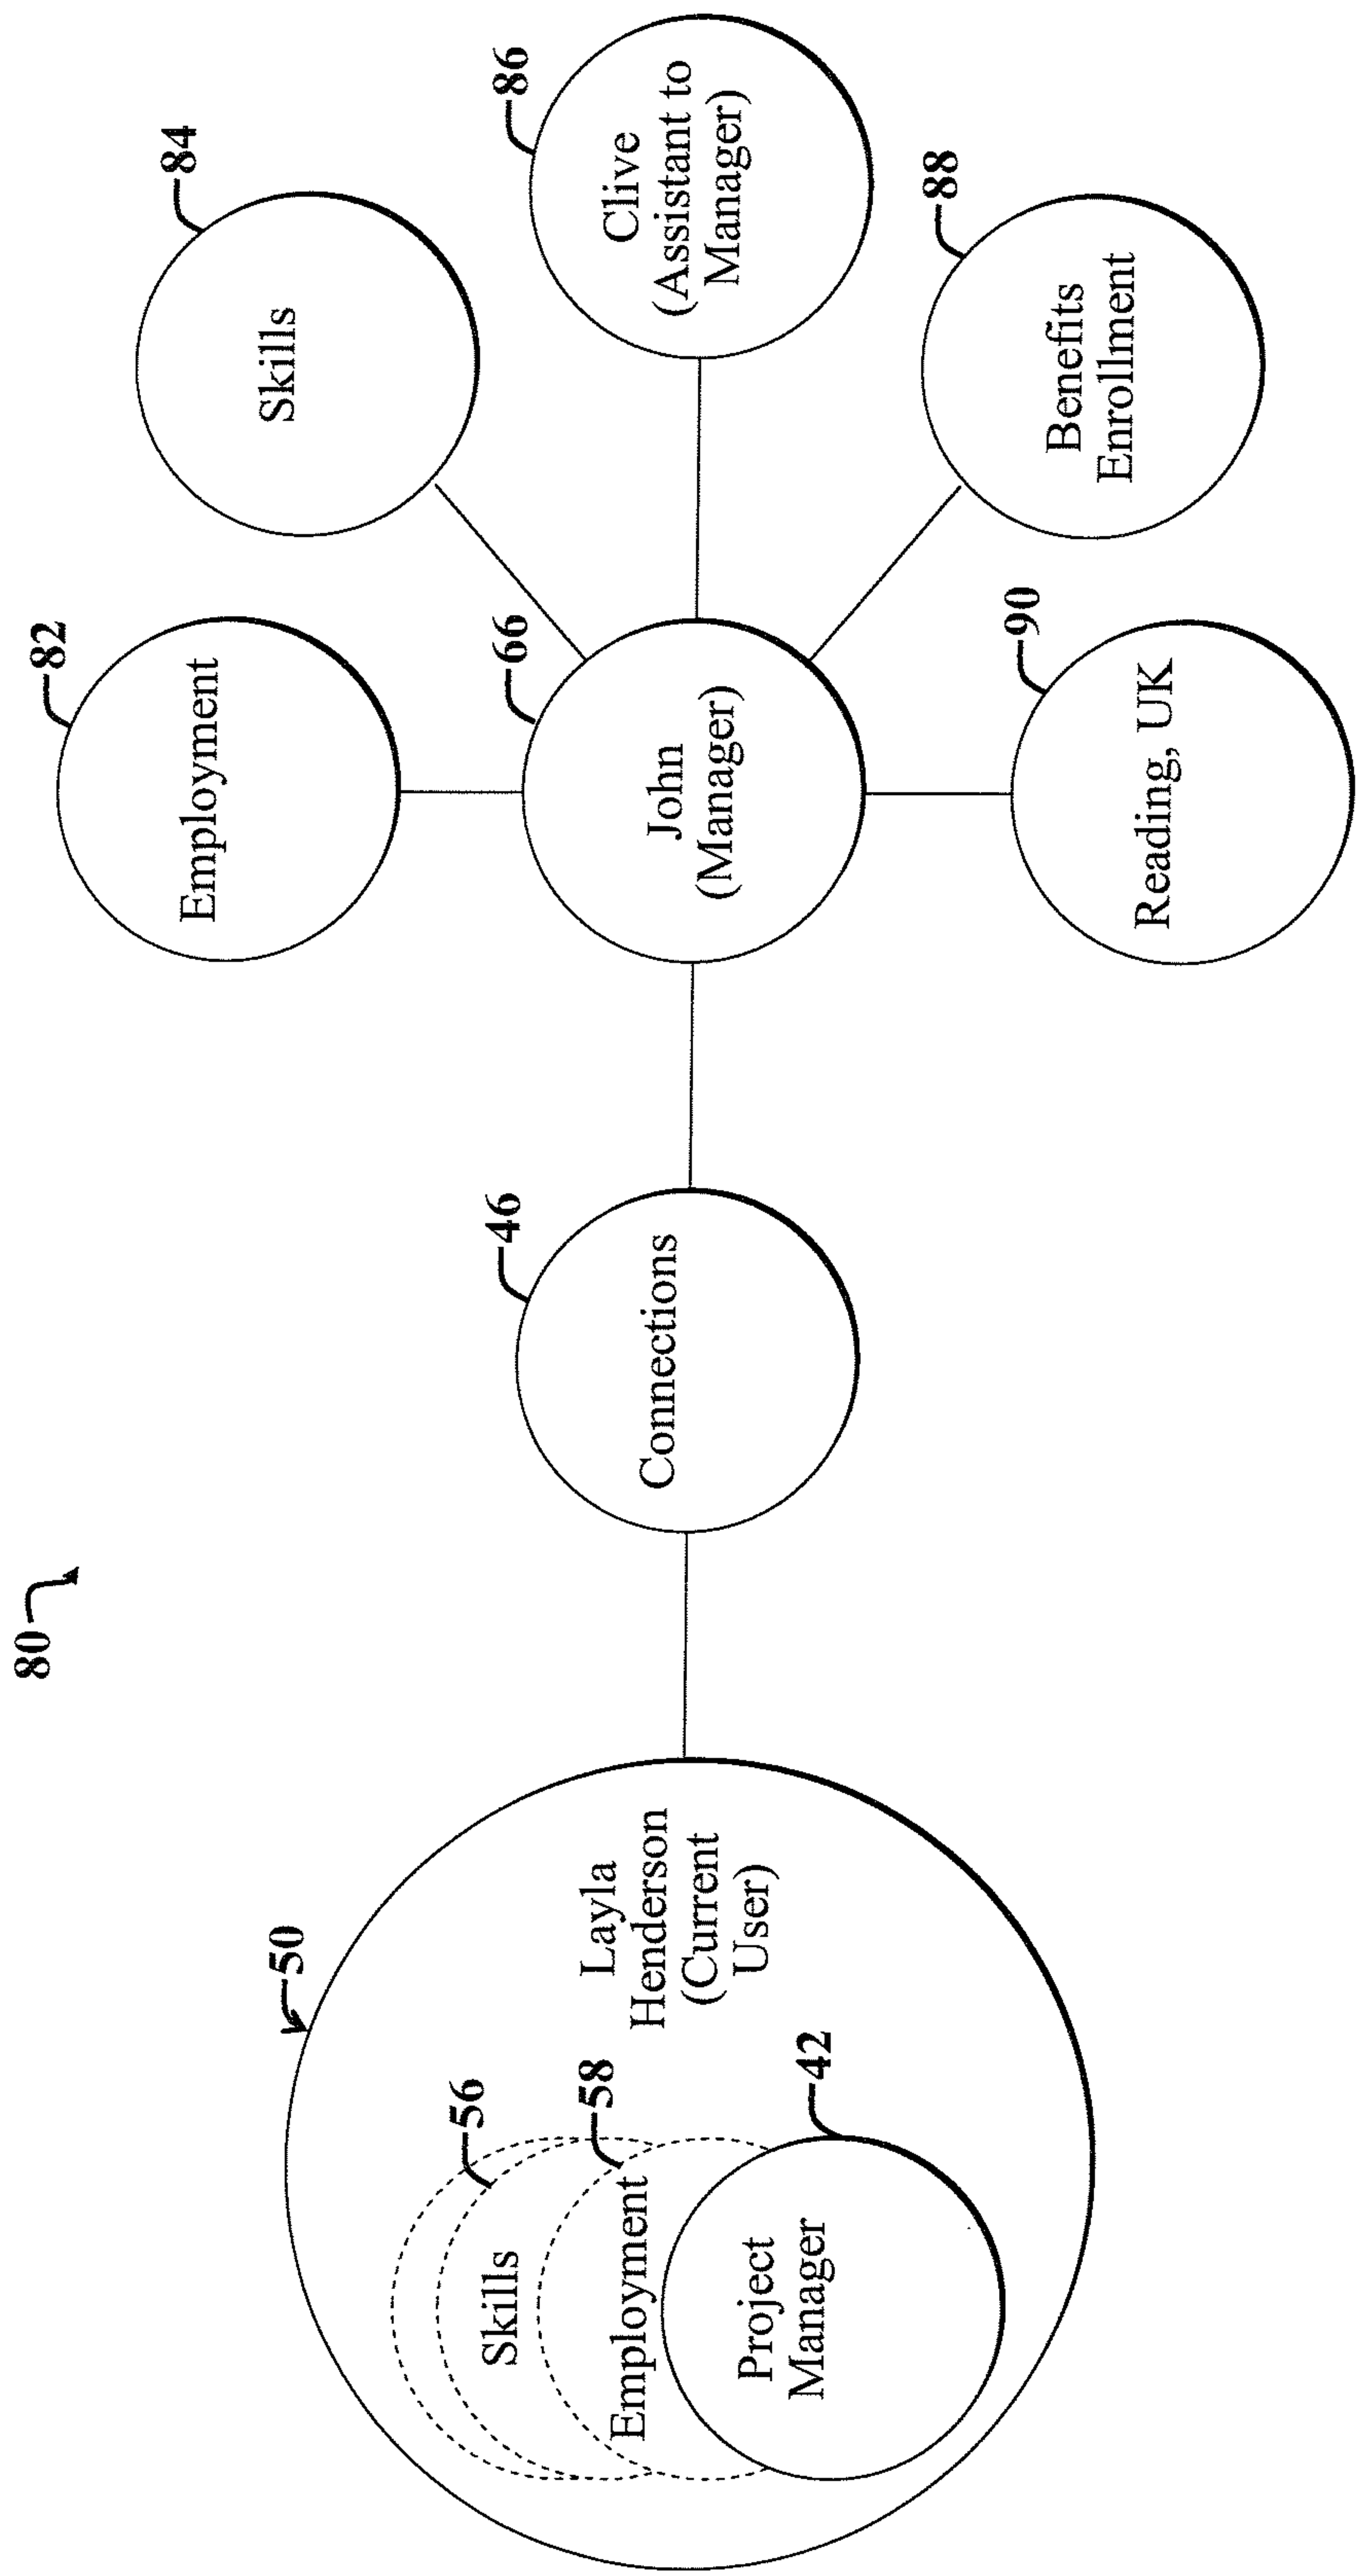 80
50
56
Skills
58
Employment
42
Project
Manager
Layla
Henderson
(Current
User)
46
Connections
66
John
(Manager)
82
Employment
84
Skills
86
Clive
(Assistant to
Manager)
88
Benefits
Enrollment
90
Reading, UK